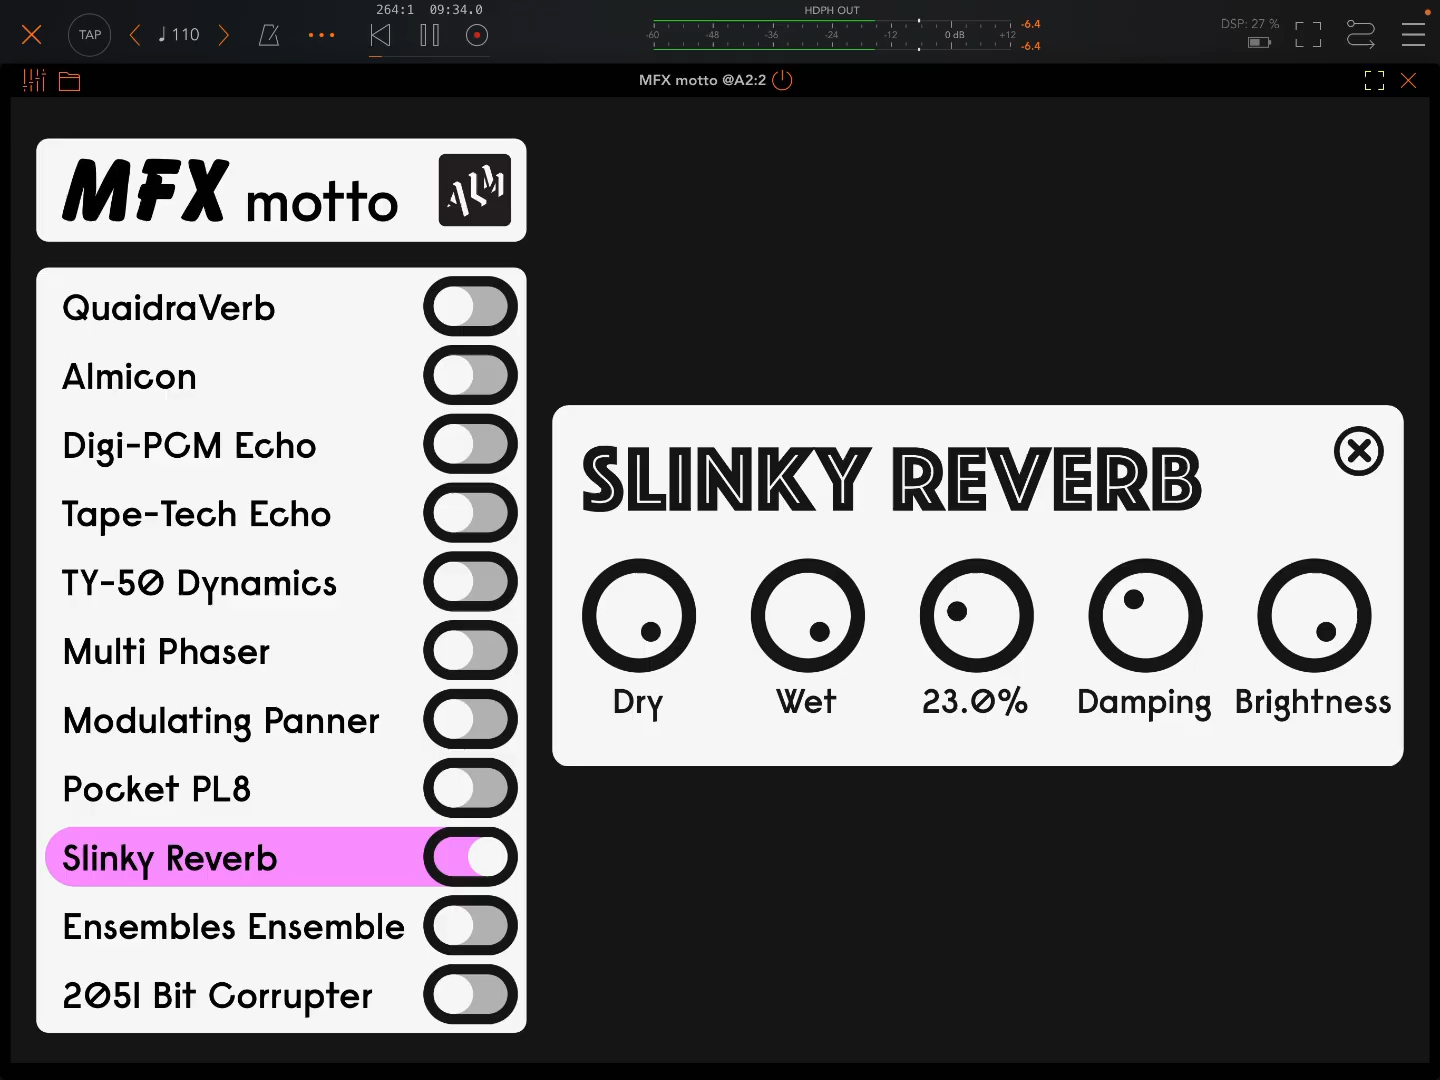 264:1 09:34.0
TAP
♩ 110
HDPH OUT
-60 -48 -36 -24 -12 0 dB +12
-6.4
-6.4
DSP: 27 %
MFX motto @A2:2
MFX motto
ALM
QuaidraVerb
Almicon
Digi-PCM Echo
Tape-Tech Echo
TY-50 Dynamics
Multi Phaser
Modulating Panner
Pocket PL8
Slinky Reverb
Ensembles Ensemble
2051 Bit Corrupter
SLINKY REVERB
Dry
Wet
23.0%
Damping
Brightness